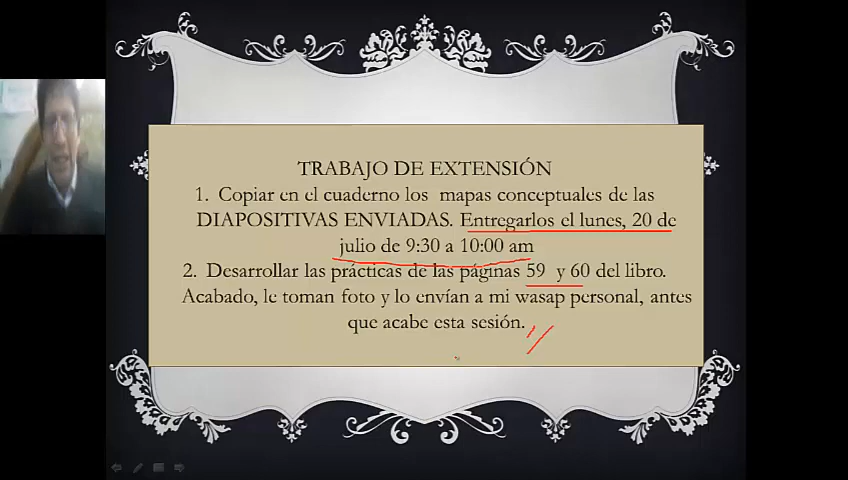 TRABAJO DE EXTENSIÓN
1. Copiar en el cuaderno los mapas conceptuales de las
DIAPOSITIVAS ENVIADAS. Entregarlos el lunes, 20 de
julio de 9:30 a 10:00 am
2. Desarrollar las prácticas de las páginas 59 y 60 del libro.
Acabado, le toman foto y lo envían a mi wasap personal, antes
que acabe esta sesión.